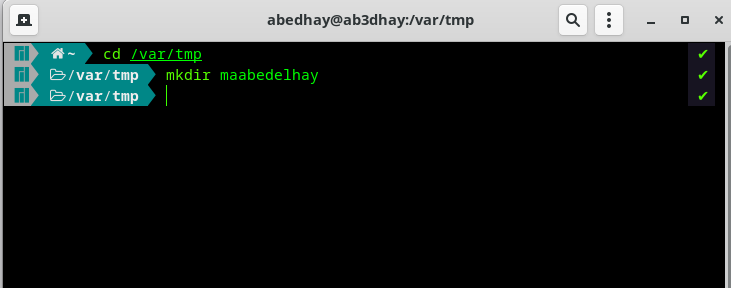 abedhay@ab3dhay:/var/tmp
~ cd /var/tmp
/var/tmp mkdir maabedelhay
/var/tmp